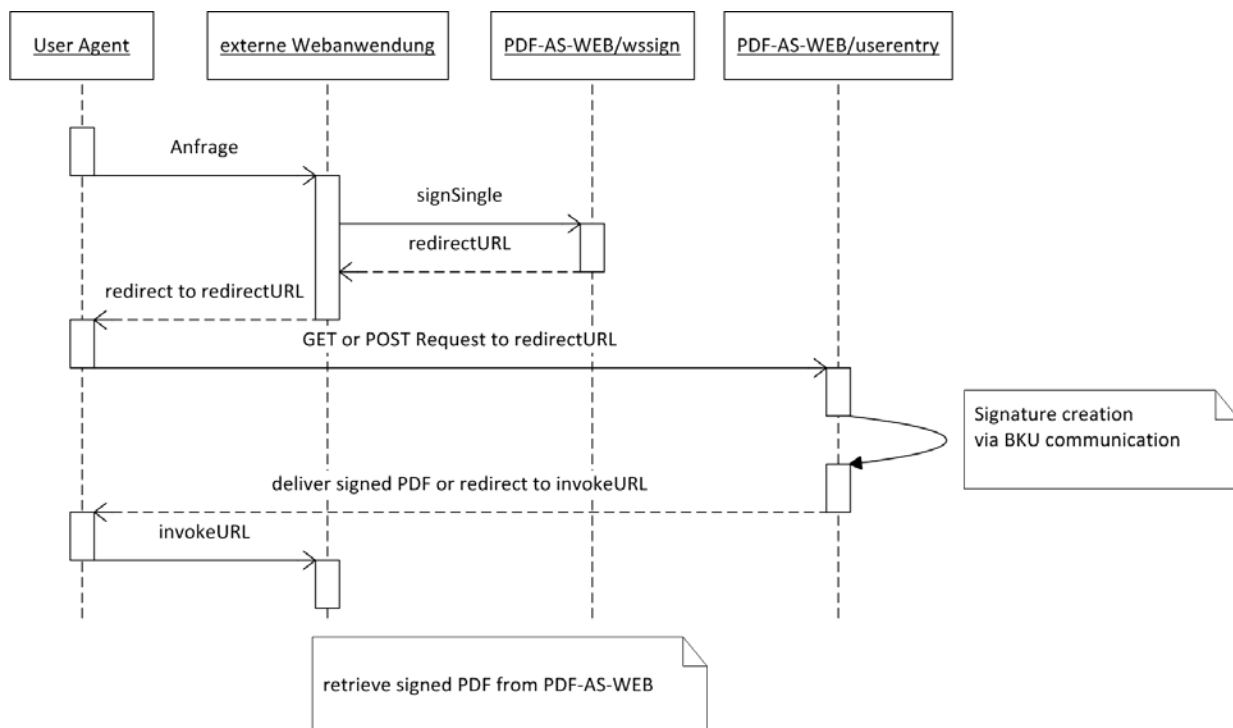 User Agent
externe Webanwendung
PDF-AS-WEB/wssign
PDF-AS-WEB/userentry
Anfrage
signSingle
redirectURL
redirect to redirectURL
GET or POST Request to redirectURL
Signature creation
via BKU communication
deliver signed PDF or redirect to invokeURL
invokeURL
retrieve signed PDF from PDF-AS-WEB